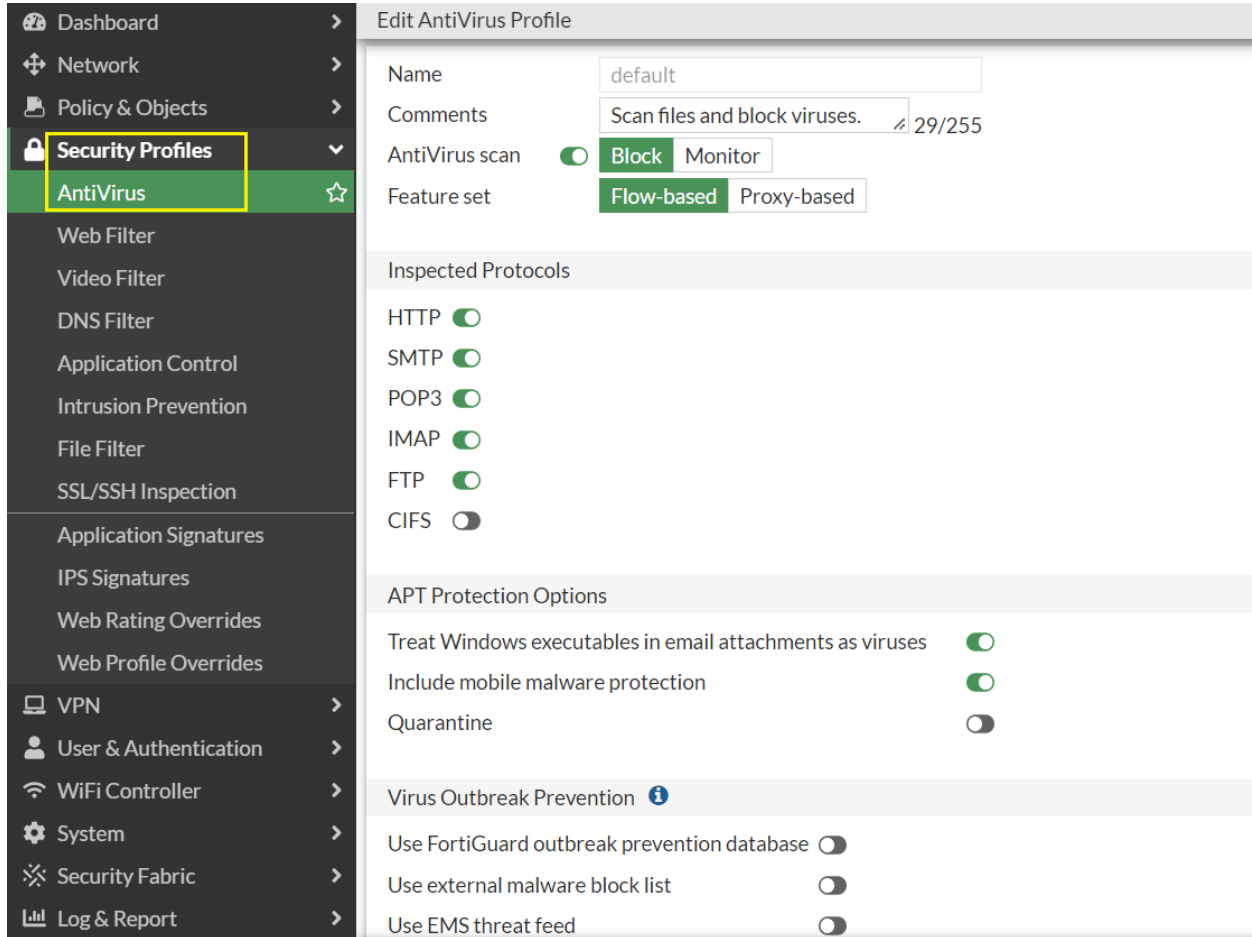 Dashboard
Network
Policy & Objects
Security Profiles
AntiVirus
Web Filter
Video Filter
DNS Filter
Application Control
Intrusion Prevention
File Filter
SSL/SSH Inspection
Application Signatures
IPS Signatures
Web Rating Overrides
Web Profile Overrides
VPN
User & Authentication
WiFi Controller
System
Security Fabric
Log & Report
Edit AntiVirus Profile
Name default
Comments Scan files and block viruses. 29/255
AntiVirus scan Block Monitor
Feature set Flow-based Proxy-based
Inspected Protocols
HTTP
SMTP
POP3
IMAP
FTP
CIFS
APT Protection Options
Treat Windows executables in email attachments as viruses
Include mobile malware protection
Quarantine
Virus Outbreak Prevention
Use FortiGuard outbreak prevention database
Use external malware block list
Use EMS threat feed